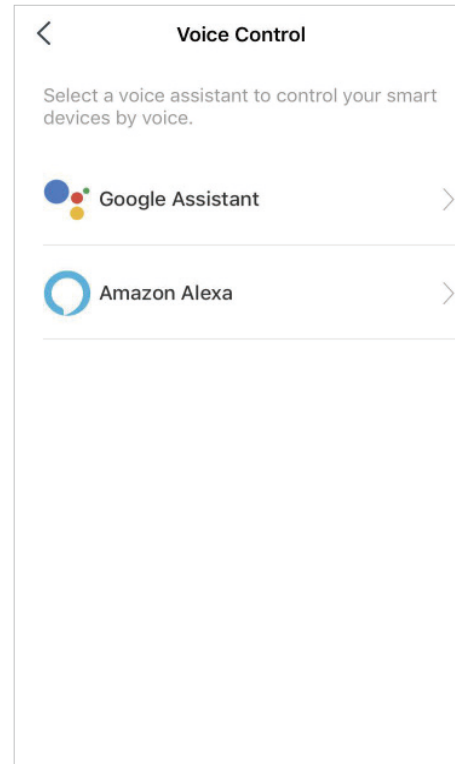 Voice Control
Select a voice assistant to control your smart
devices by voice.
Google Assistant
Amazon Alexa